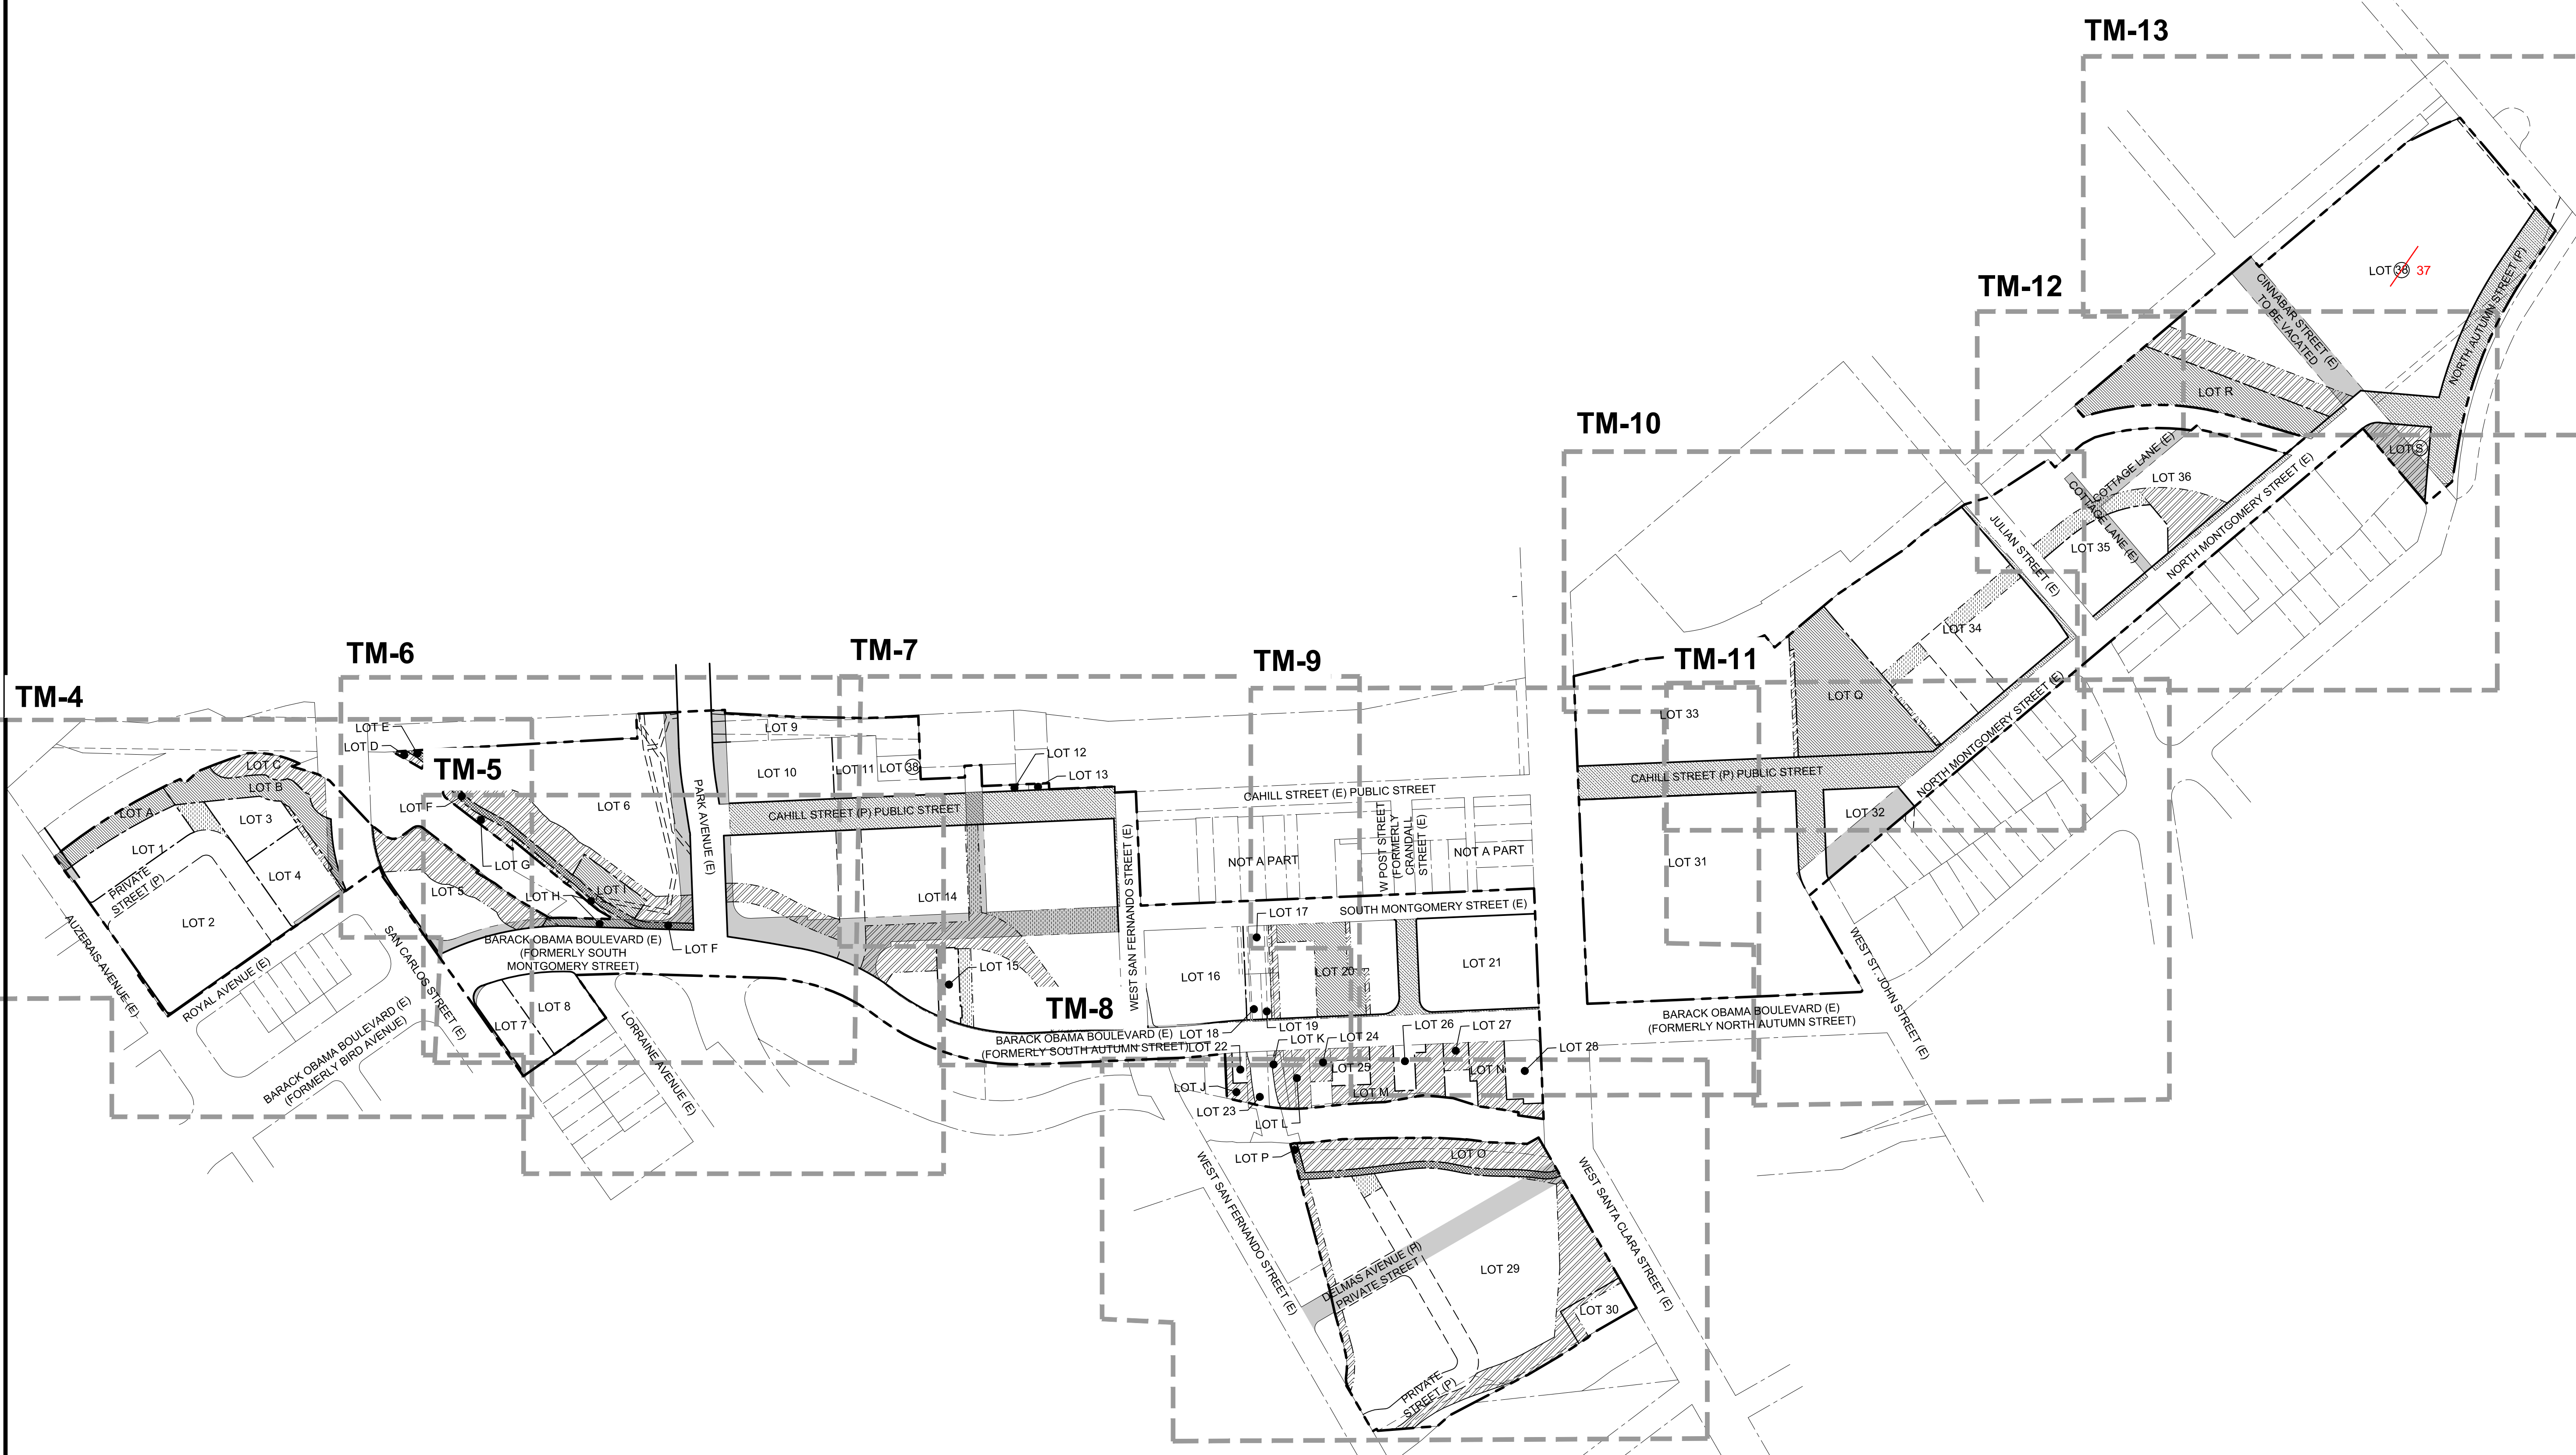 TM-13
LOT 38 37
CINNABAR STREET (E)
TO BE VACATED
NORTH AUTUMN STREET (P)
TM-12
LOT R
LOT S
TM-10
COTTAGE LANE (E)
COTTAGE LANE (E)
LOT 36
LOT 35
NORTH MONTGOMERY STREET (E)
JULIAN STREET (E)
LOT 34
TM-11
LOT Q
LOT 33
CAHILL STREET (P) PUBLIC STREET
NORTH MONTGOMERY STREET (E)
LOT 32
LOT 31
WEST ST. JOHN STREET (E)
BARACK OBAMA BOULEVARD (E)
(FORMERLY NORTH AUTUMN STREET)
TM-4
LOT A
LOT B
LOT C
LOT 1
LOT 2
LOT 3
LOT 4
PRIVATE
STREET (P)
AUZERAIS AVENUE (E)
ROYAL AVENUE (E)
BARACK OBAMA BOULEVARD (E)
(FORMERLY BIRD AVENUE)
SAN CARLOS STREET (E)
TM-6
LOT E
LOT D
TM-5
LOT F
LOT 6
LOT G
LOT 5
LOT H
LOT I
LOT F
BARACK OBAMA BOULEVARD (E)
(FORMERLY SOUTH
MONTGOMERY STREET)
LOT 7
LOT 8
LORRAINE AVENUE (E)
PARK AVENUE (E)
TM-7
LOT 9
LOT 10
LOT 11
LOT 38
LOT 12
LOT 13
CAHILL STREET (P) PUBLIC STREET
LOT 14
LOT 15
WEST SAN FERNANDO STREET (E)
TM-8
BARACK OBAMA BOULEVARD (E)
(FORMERLY SOUTH AUTUMN STREET)
TM-9
CAHILL STREET (E) PUBLIC STREET
NOT A PART
W POST STREET
(FORMERLY
CRANDALL
STREET (E)
NOT A PART
SOUTH MONTGOMERY STREET (E)
LOT 16
LOT 17
LOT 18
LOT 19
LOT 20
LOT 21
LOT 22
LOT K
LOT 24
LOT 26
LOT 27
LOT 28
LOT 25
LOT N
LOT J
LOT M
LOT 23
LOT L
LOT P
LOT O
WEST SAN FERNANDO STREET (E)
WEST SANTA CLARA STREET (E)
DELMAS AVENUE
PRIVATE STREET
LOT 29
LOT 30
PRIVATE
STREET (P)